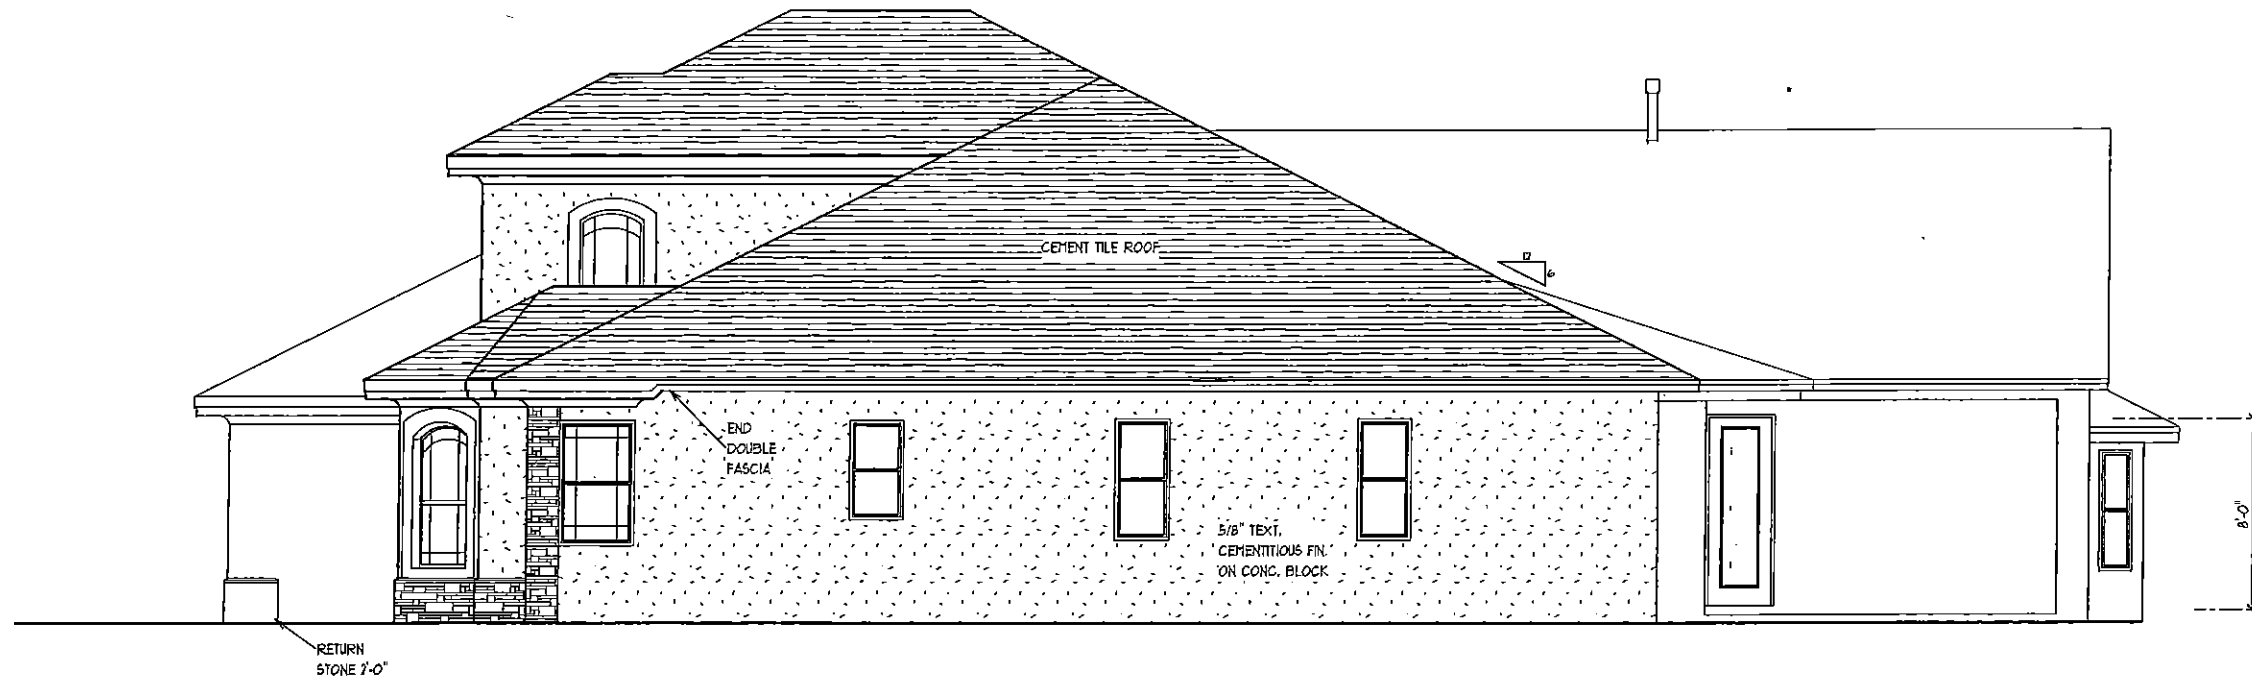 CEMENT TILE ROOF
12
6
END
DOUBLE
FASCIA
5/8" TEXT.
CEMENTITIOUS FIN.
ON CONC. BLOCK
8'-0"
RETURN
STONE 2'-0"